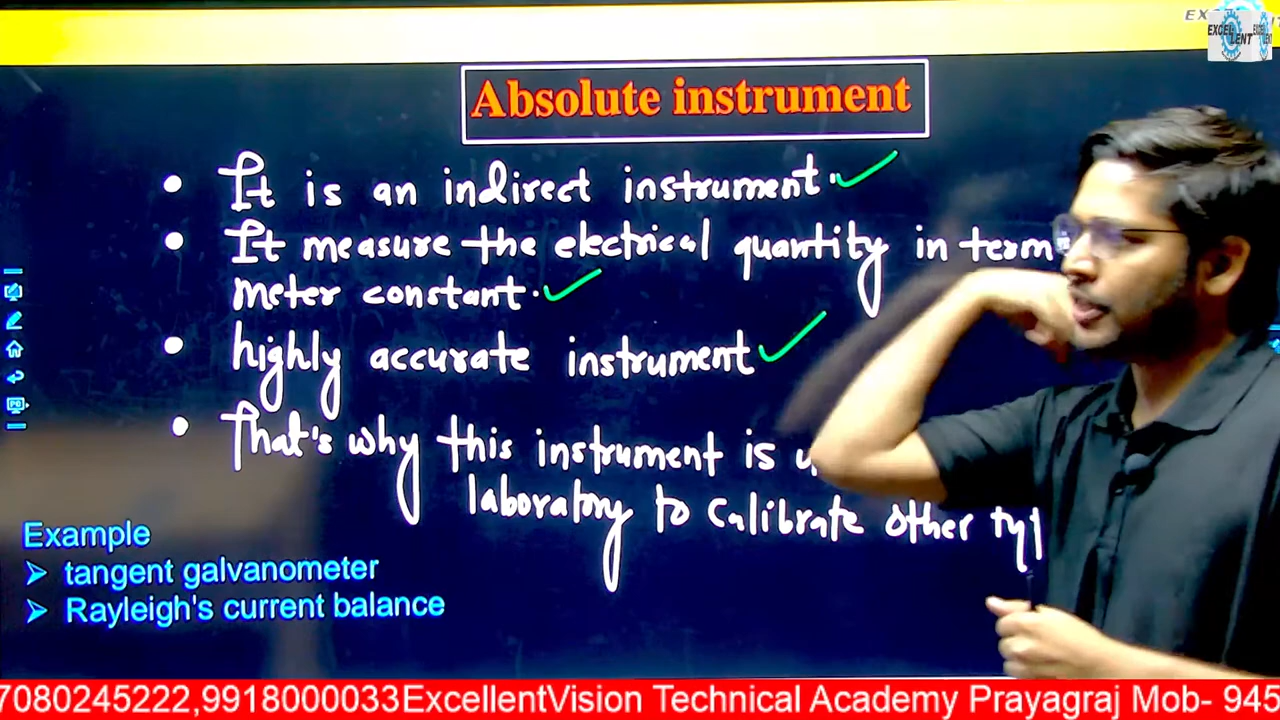 EXCELLENT
Absolute instrument
• It is an indirect instrument.
• It measure the electrical quantity in term
meter constant.
• highly accurate instrument
• That's why this instrument is
laboratory to calibrate other
Example
➤ tangent galvanometer
➤ Rayleigh's current balance
7080245222,9918000033ExcellentVision Technical Academy Prayagraj Mob- 945